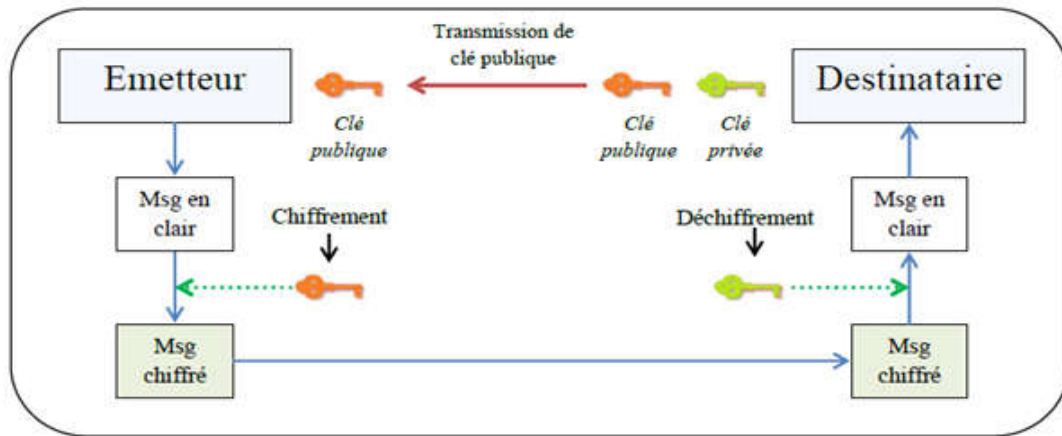 Transmission de
clé publique
Emetteur
Destinataire
Clé
publique
Clé
publique
Clé
privée
Msg en
clair
Chiffrement
Déchiffrement
Msg en
clair
Msg
chiffré
Msg
chiffré